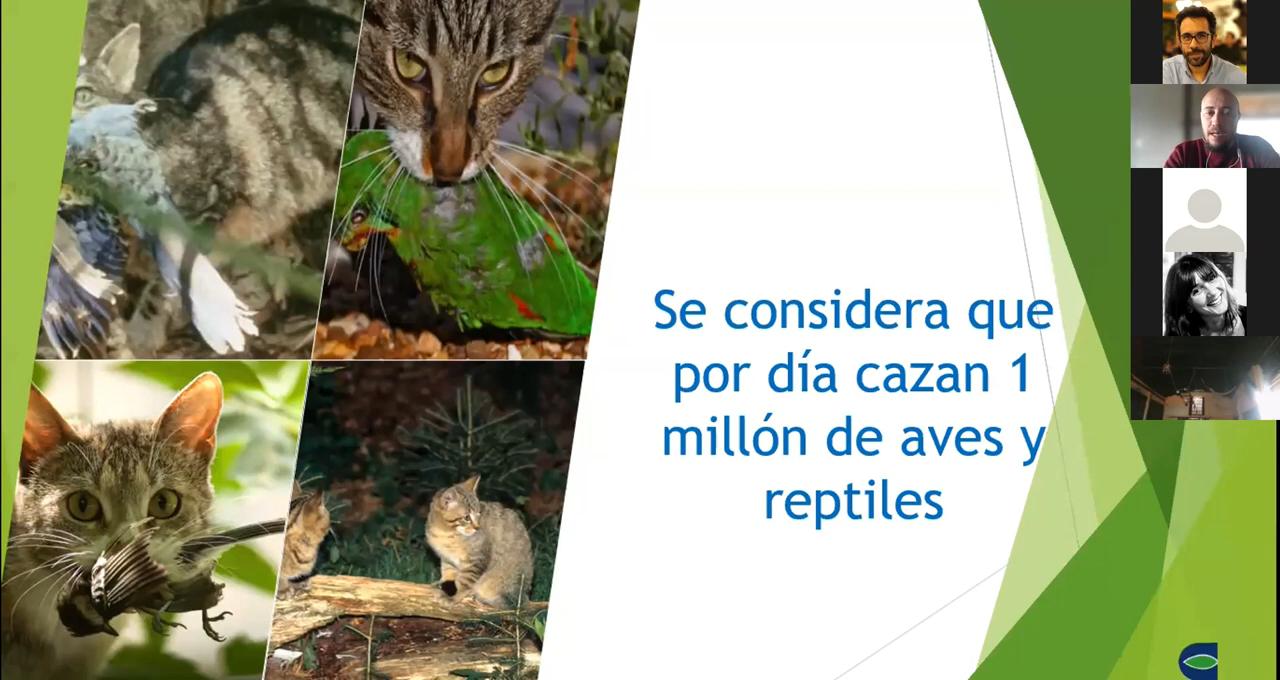 Se considera que
por día cazan 1
millón de aves y
reptiles